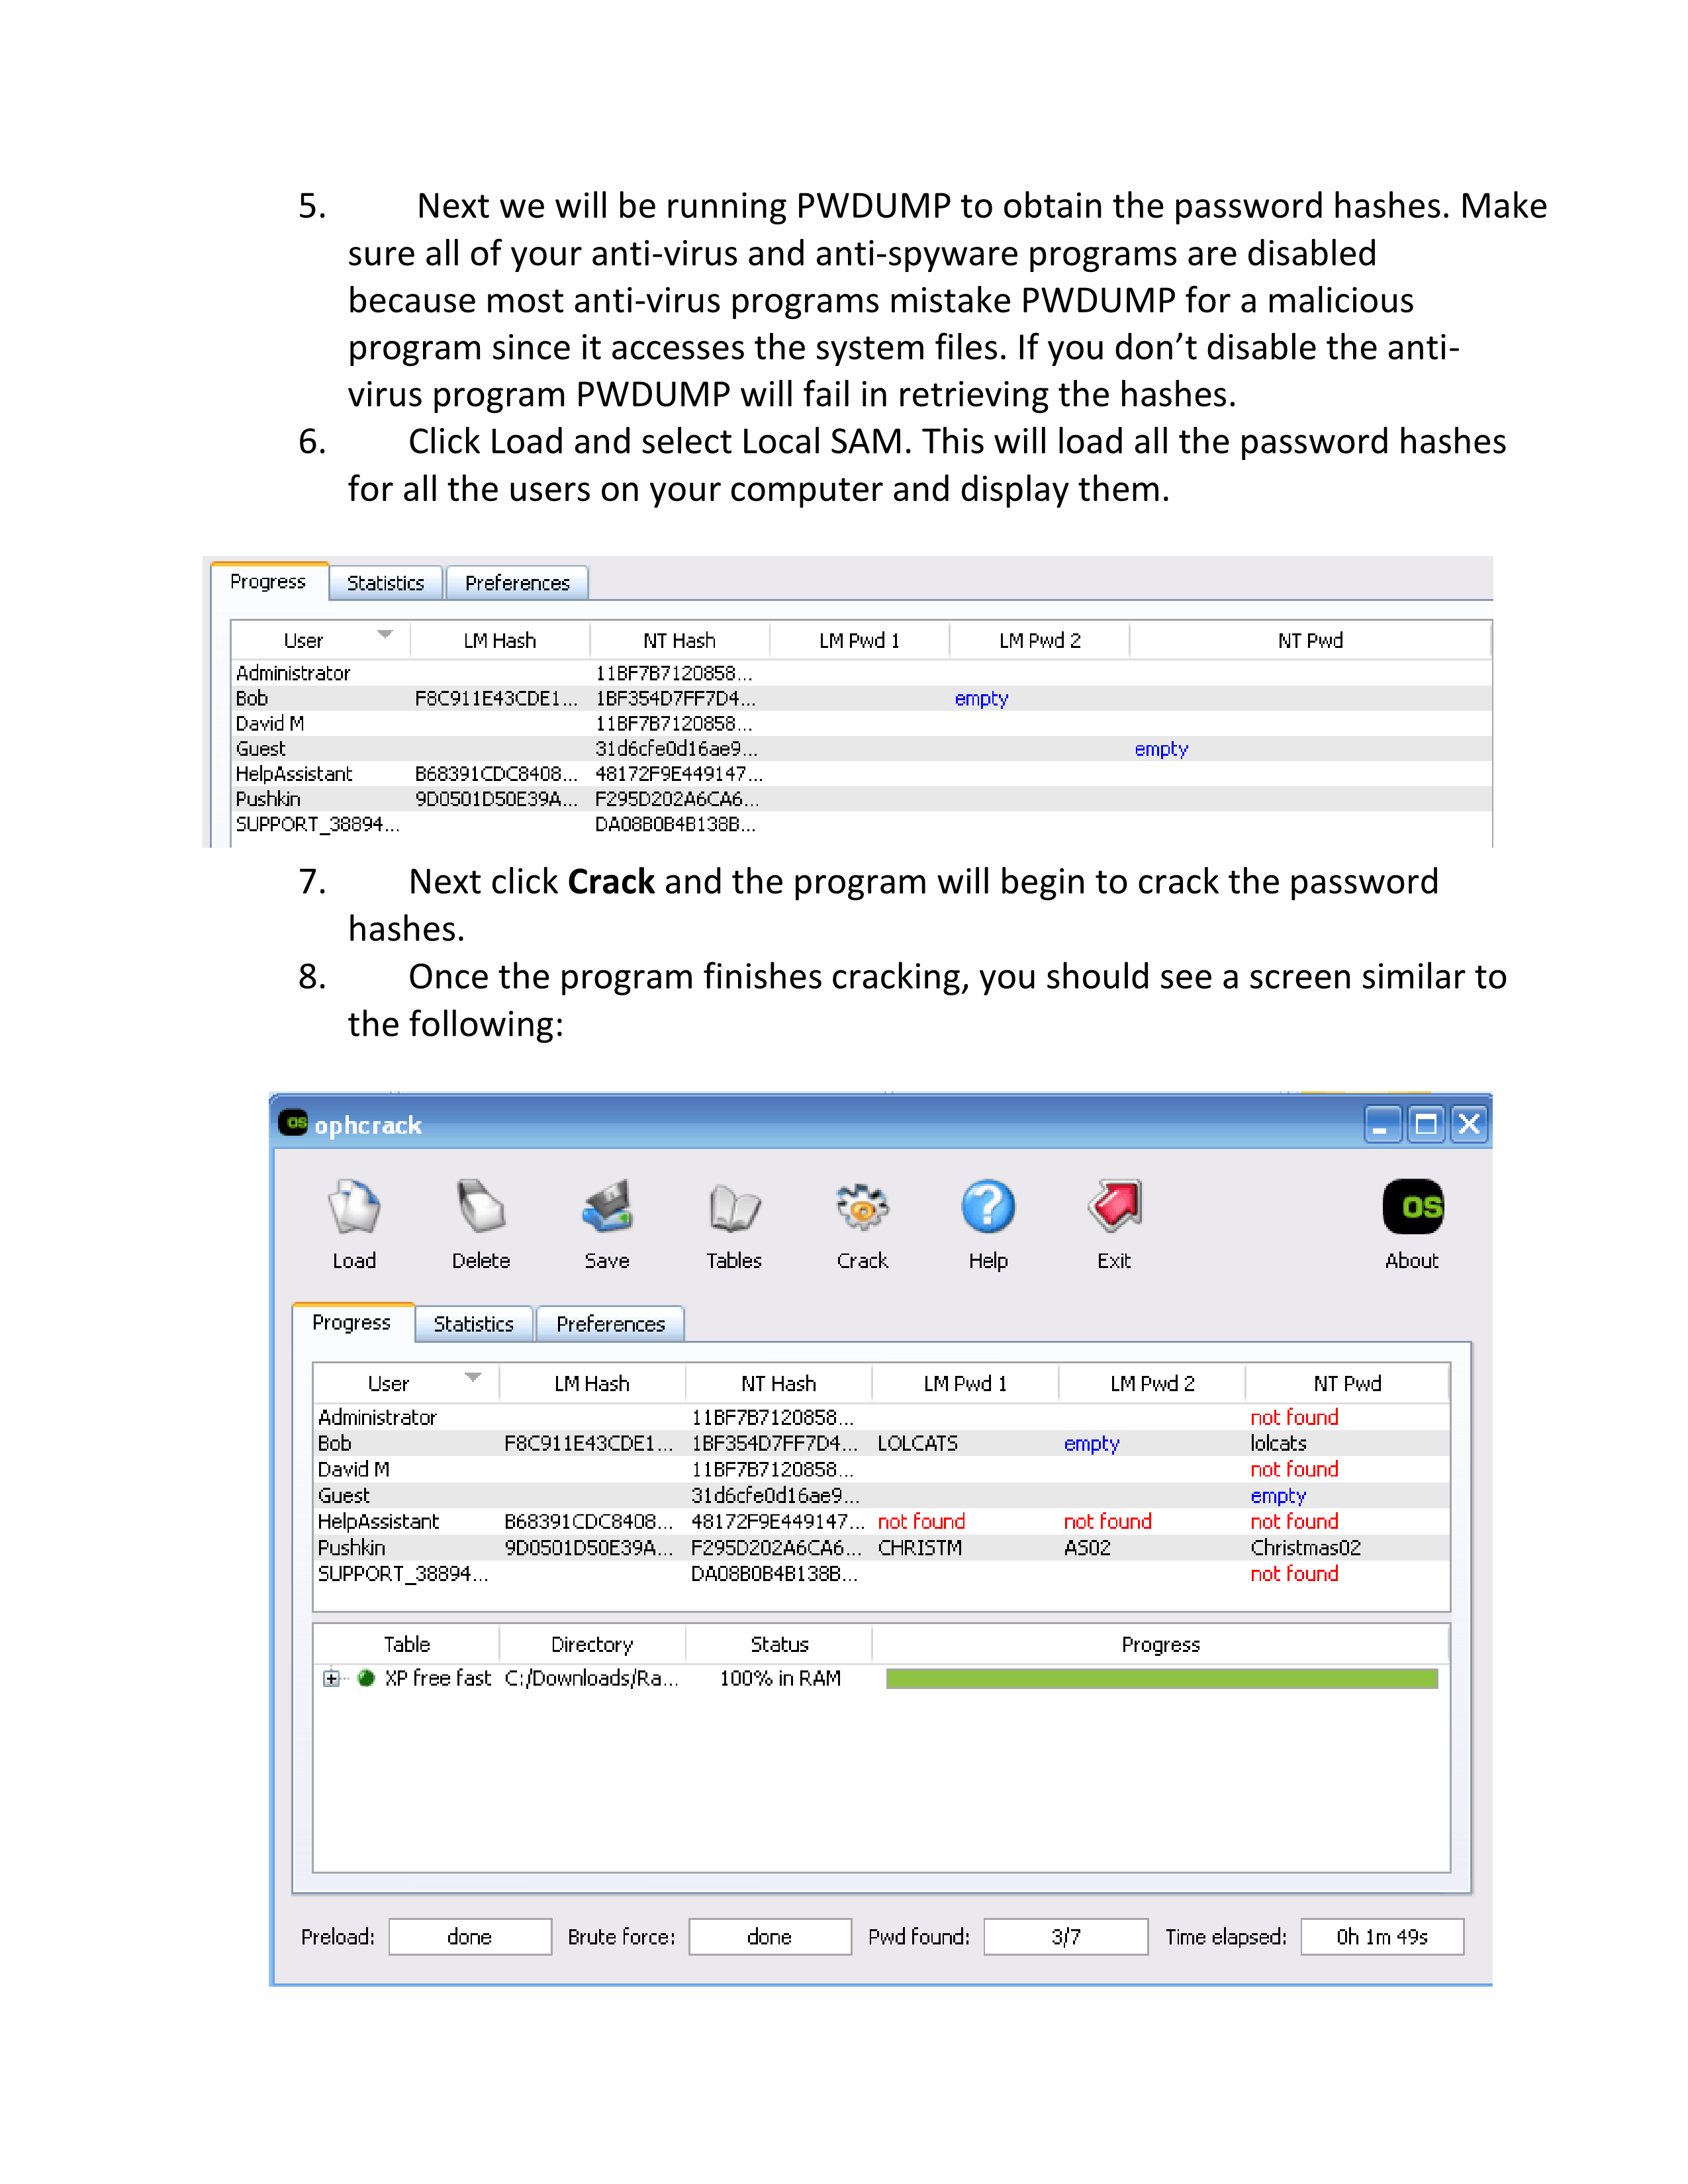 5. Next we will be running PWDUMP to obtain the password hashes. Make
sure all of your anti-virus and anti-spyware programs are disabled
because most anti-virus programs mistake PWDUMP for a malicious
program since it accesses the system files. If you don’t disable the anti-
virus program PWDUMP will fail in retrieving the hashes.
6. Click Load and select Local SAM. This will load all the password hashes
for all the users on your computer and display them.
Progress Statistics Preferences
User LM Hash NT Hash LM Pwd 1 LM Pwd 2 NT Pwd
Administrator 11BF7B7120858...
Bob F8C911E43CDE1... 1BF354D7FF7D4... empty
David M 11BF7B7120858...
Guest 31d6cfe0d16ae9... empty
HelpAssistant B68391CDC8408... 48172F9E449147...
Pushkin 9D0501D50E39A... F295D202A6CA6...
SUPPORT_38894... DA08B0B4B138B...
7. Next click Crack and the program will begin to crack the password
hashes.
8. Once the program finishes cracking, you should see a screen similar to
the following:
os ophcrack
Load Delete Save Tables Crack Help Exit OS About
Progress Statistics Preferences
User LM Hash NT Hash LM Pwd 1 LM Pwd 2 NT Pwd
Administrator 11BF7B7120858... not found
Bob F8C911E43CDE1... 1BF354D7FF7D4... LOLCATS empty lolcats
David M 11BF7B7120858... not found
Guest 31d6cfe0d16ae9... empty
HelpAssistant B68391CDC8408... 48172F9E449147... not found not found not found
Pushkin 9D0501D50E39A... F295D202A6CA6... CHRISTM AS02 Christmas02
SUPPORT_38894... DA08B0B4B138B... not found
Table Directory Status Progress
XP free fast C:/Downloads/Ra... 100% in RAM
Preload: done Brute force: done Pwd found: 3/7 Time elapsed: 0h 1m 49s